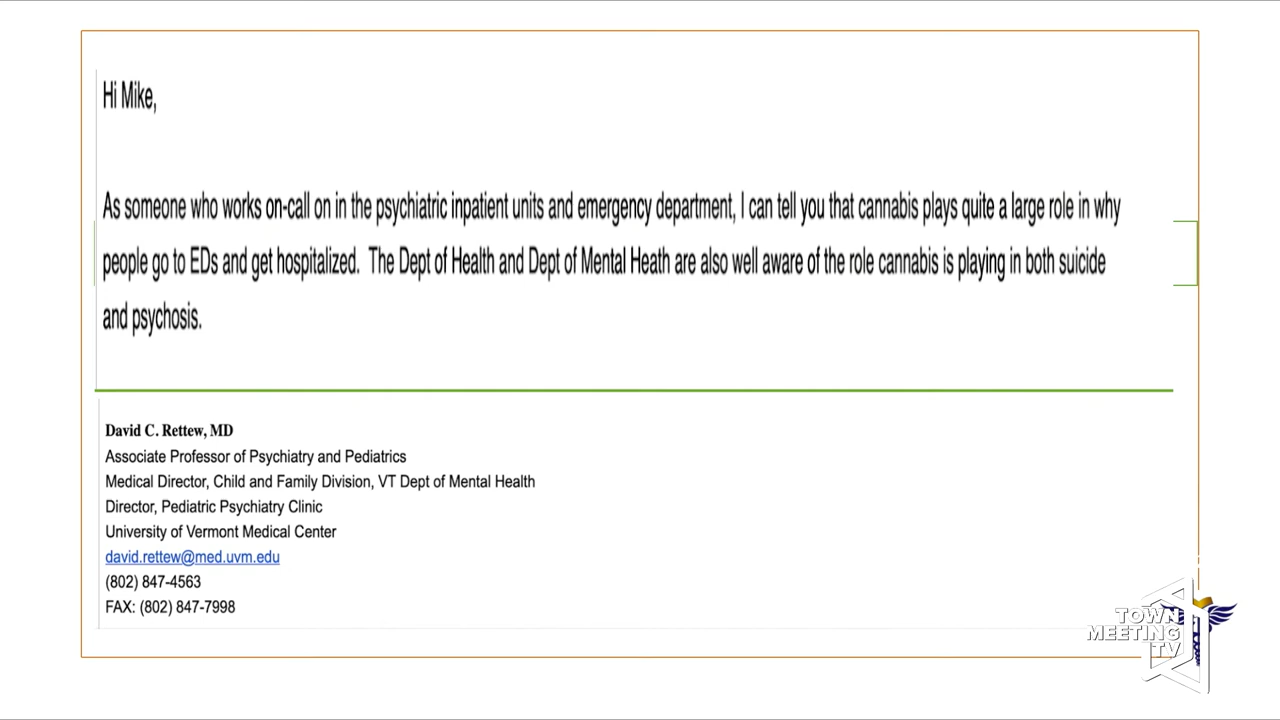 Hi Mike,
As someone who works on-call on in the psychiatric inpatient units and emergency department, I can tell you that cannabis plays quite a large role in why
people go to EDs and get hospitalized. The Dept of Health and Dept of Mental Heath are also well aware of the role cannabis is playing in both suicide
and psychosis.
David C. Rettew, MD
Associate Professor of Psychiatry and Pediatrics
Medical Director, Child and Family Division, VT Dept of Mental Health
Director, Pediatric Psychiatry Clinic
University of Vermont Medical Center
david.rettew@med.uvm.edu
(802) 847-4563
FAX: (802) 847-7998
TOWN
MEETING
TV